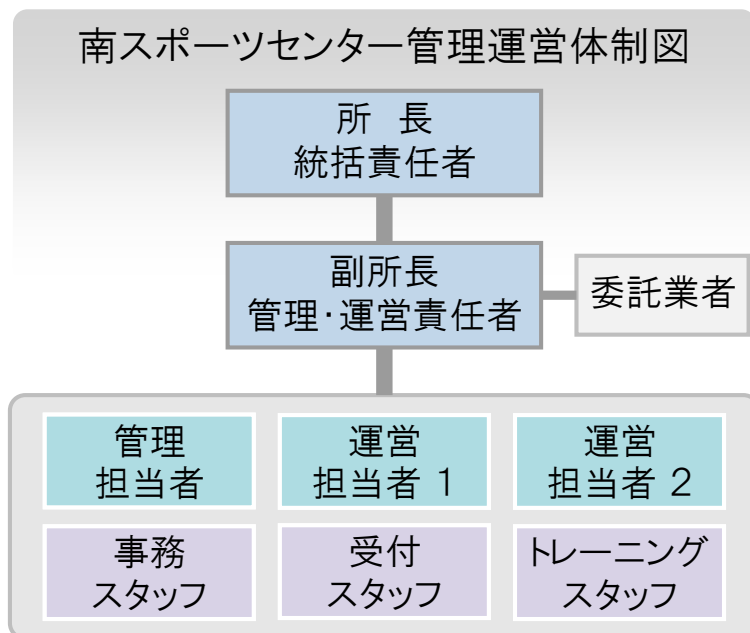 南スポーツセンター管理運営体制図
所 長
統括責任者
副所長
管理・運営責任者
委託業者
管理
担当者
運営
担当者 1
運営
担当者 2
事務
スタッフ
受付
スタッフ
トレーニング
スタッフ